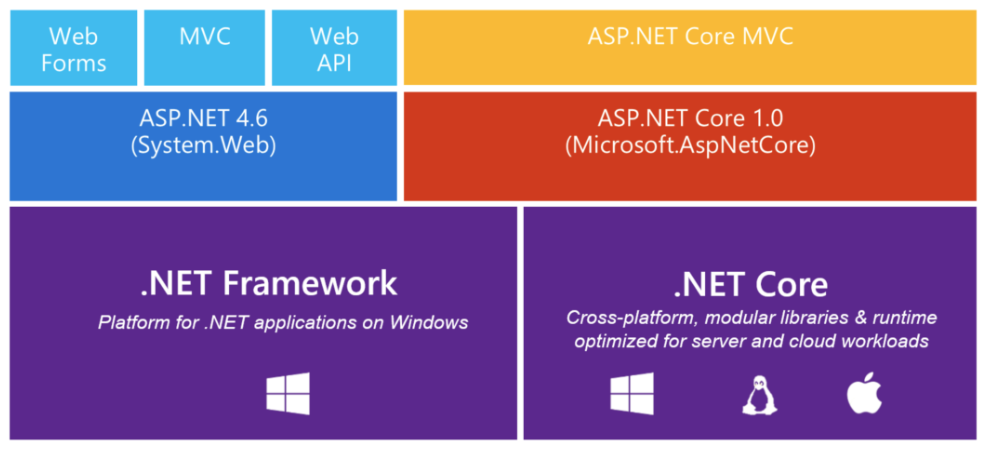 Web
Forms
MVC
Web
API
ASP.NET Core MVC
ASP.NET 4.6
(System.Web)
ASP.NET Core 1.0
(Microsoft.AspNetCore)
.NET Framework
Platform for .NET applications on Windows
.NET Core
Cross-platform, modular libraries & runtime
optimized for server and cloud workloads